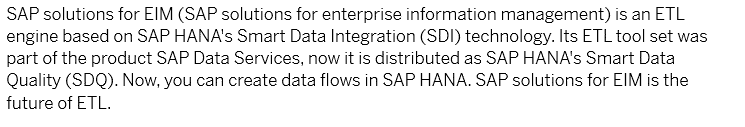 SAP solutions for EIM (SAP solutions for enterprise information management) is an ETL
engine based on SAP HANA's Smart Data Integration (SDI) technology. Its ETL tool set was
part of the product SAP Data Services, now it is distributed as SAP HANA's Smart Data
Quality (SDQ). Now, you can create data flows in SAP HANA. SAP solutions for EIM is the
future of ETL.